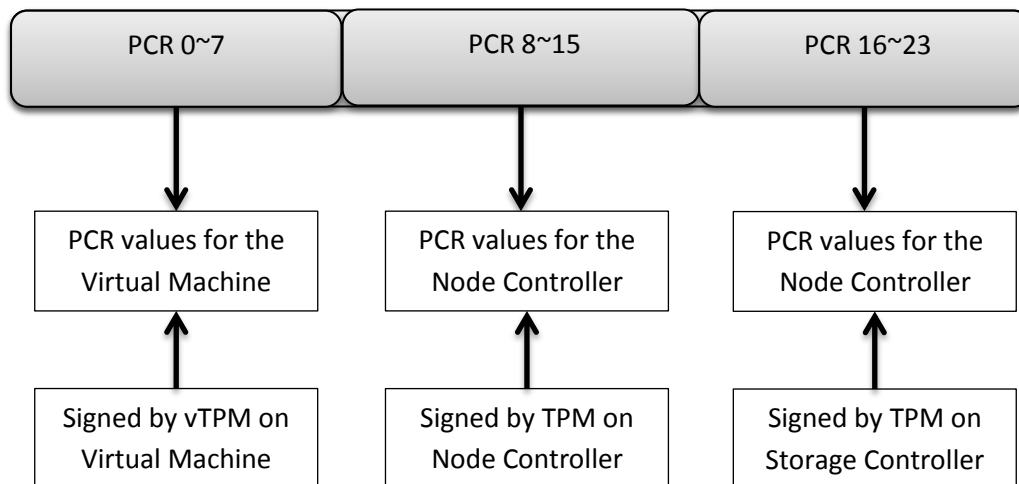 PCR 0~7
PCR 8~15
PCR 16~23
PCR values for the
Virtual Machine
PCR values for the
Node Controller
PCR values for the
Node Controller
Signed by vTPM on
Virtual Machine
Signed by TPM on
Node Controller
Signed by TPM on
Storage Controller